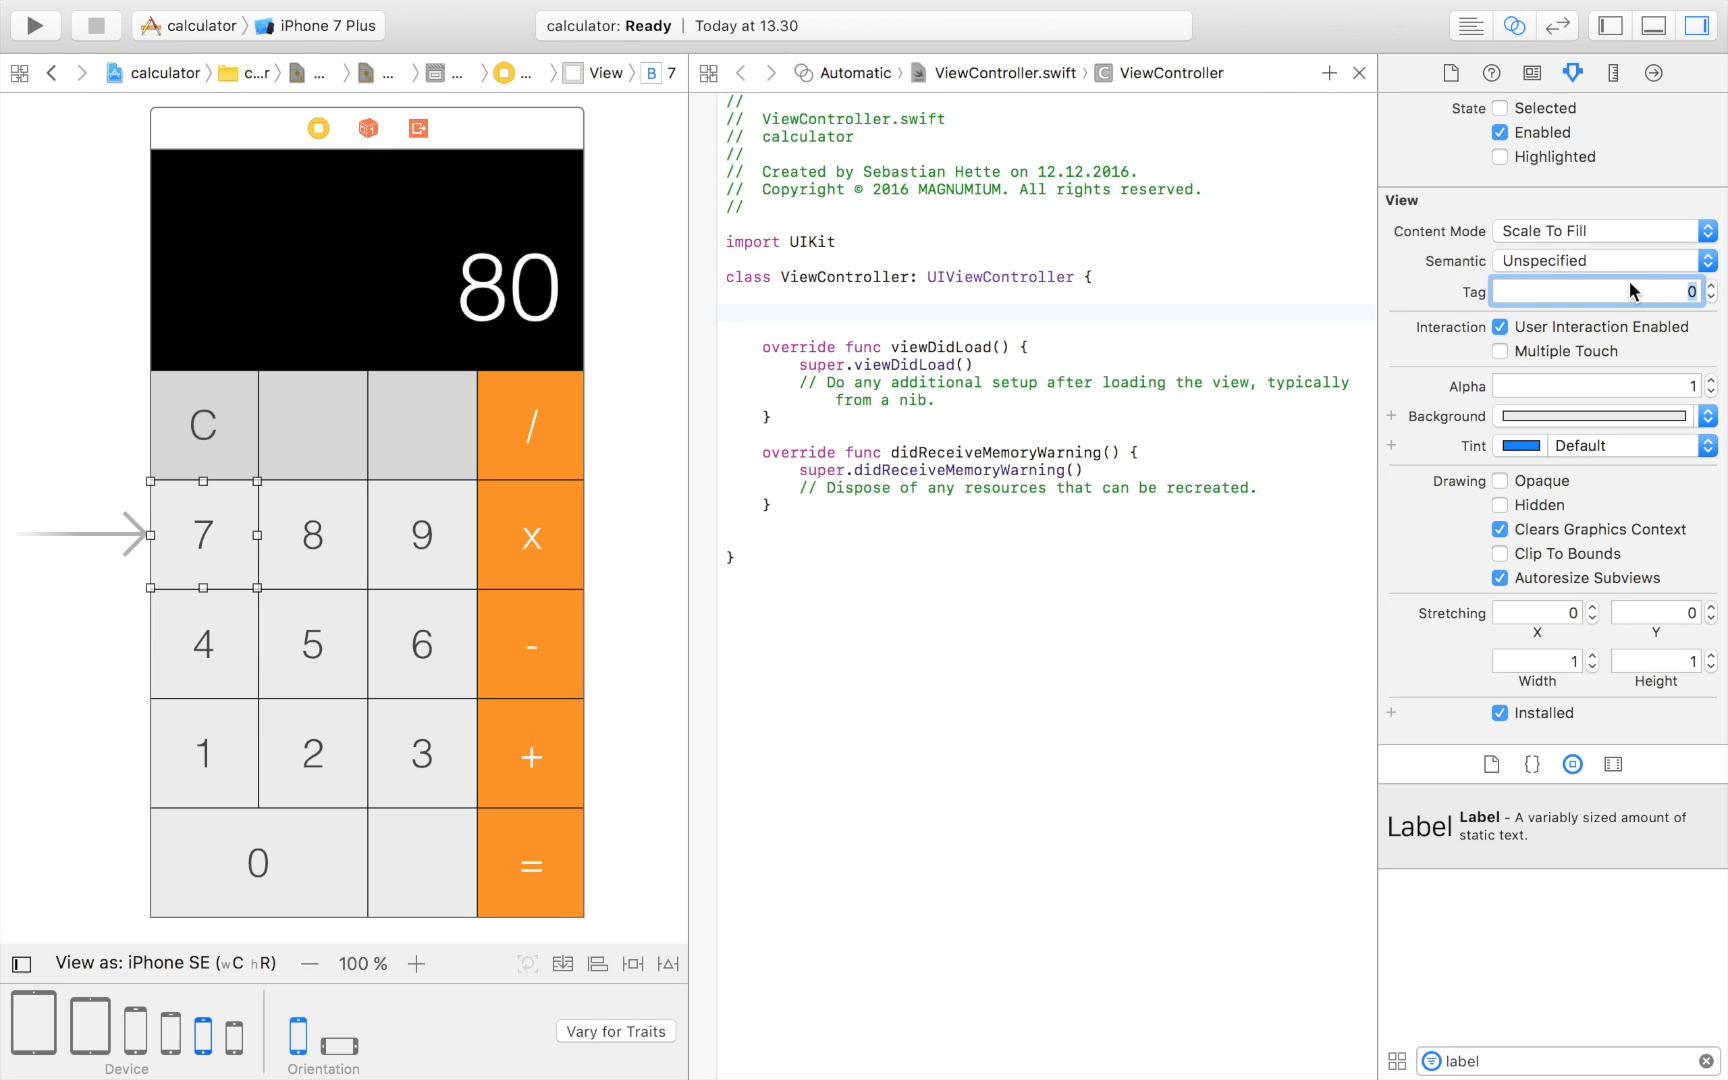 calculator iPhone 7 Plus
calculator: Ready | Today at 13.30
calculator c...r ... ... ... ... View B 7
Automatic ViewController.swift C ViewController
80
C /
7 8 9 x
4 5 6 -
1 2 3 +
0 =
View as: iPhone SE (wC hR) — 100 % +
Device
Orientation
Vary for Traits
//
// ViewController.swift
// calculator
//
// Created by Sebastian Hette on 12.12.2016.
// Copyright © 2016 MAGNUMIUM. All rights reserved.
//
import UIKit
class ViewController: UIViewController {
override func viewDidLoad() {
super.viewDidLoad()
// Do any additional setup after loading the view, typically
from a nib.
}
override func didReceiveMemoryWarning() {
super.didReceiveMemoryWarning()
// Dispose of any resources that can be recreated.
}
}
State Selected
Enabled
Highlighted
View
Content Mode Scale To Fill
Semantic Unspecified
Tag 0
Interaction User Interaction Enabled
Multiple Touch
Alpha 1
+ Background
+ Tint Default
Drawing Opaque
Hidden
Clears Graphics Context
Clip To Bounds
Autoresize Subviews
Stretching 0 0
X Y
1 1
Width Height
+ Installed
{}
Label Label - A variably sized amount of
static text.
label